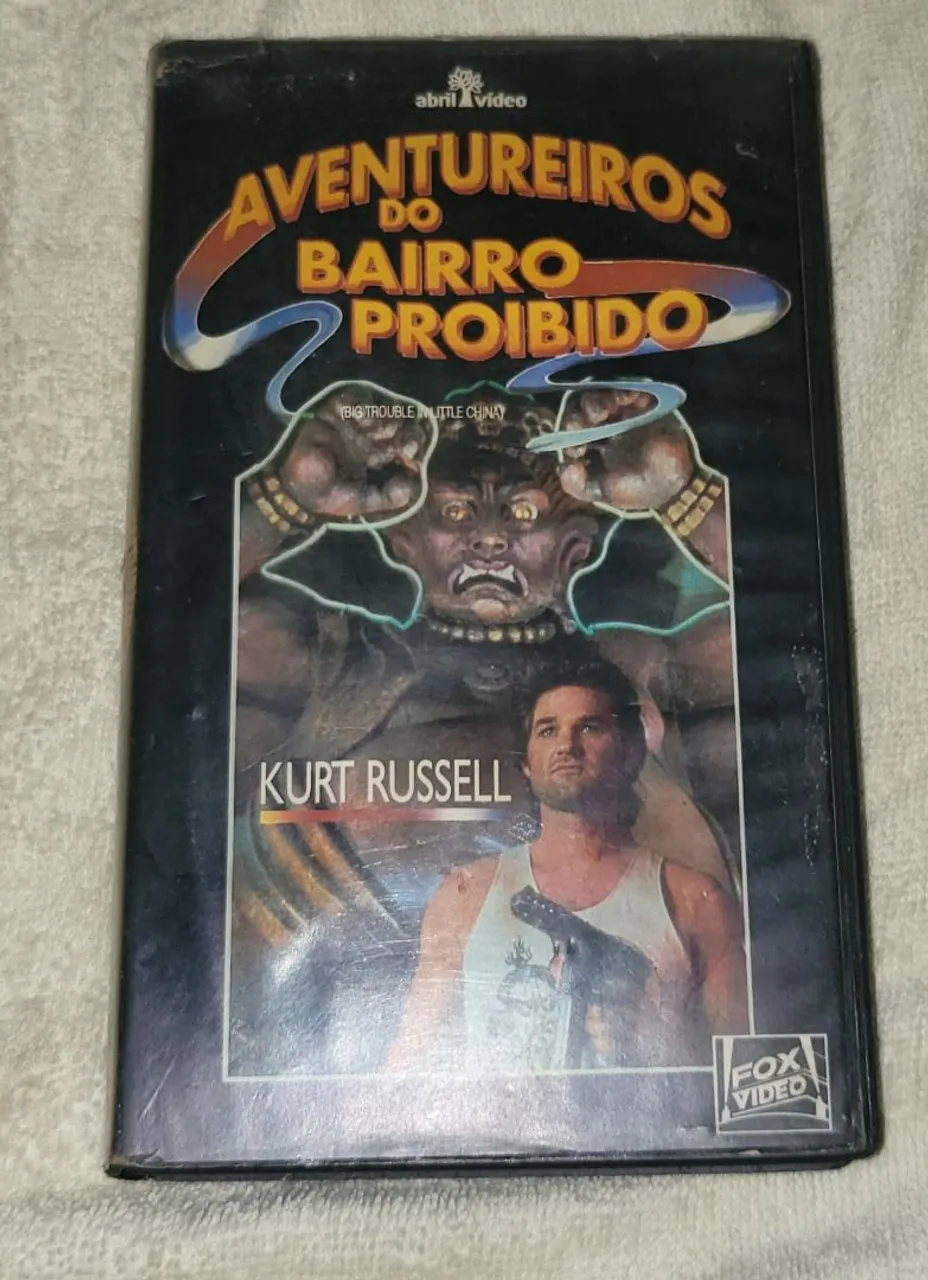 abril vídeo
AVENTUREIROS
DO
BAIRRO
PROIBIDO
(BIG TROUBLE IN LITTLE CHINA)
KURT RUSSELL
FOX
VIDEO